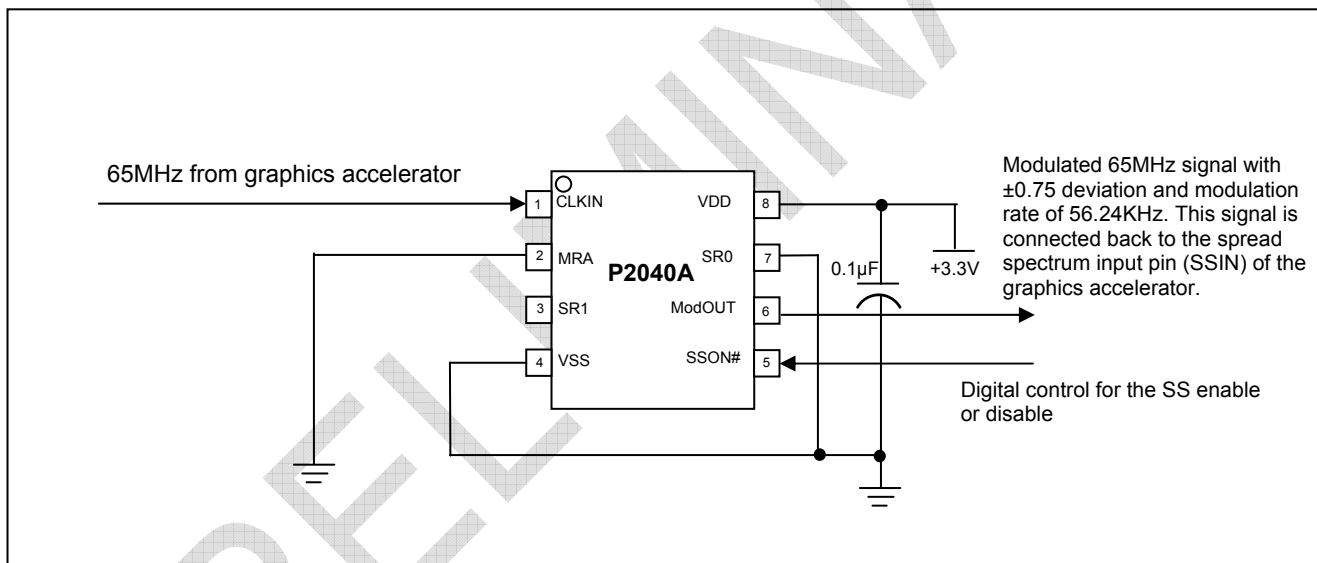 65MHz from graphics accelerator
1 CLKIN
2 MRA
3 SR1
4 VSS
P2040A
VDD 8
SR0 7
ModOUT 6
SSON# 5
0.1µF
+3.3V
Modulated 65MHz signal with
±0.75 deviation and modulation
rate of 56.24KHz. This signal is
connected back to the spread
spectrum input pin (SSIN) of the
graphics accelerator.
Digital control for the SS enable
or disable